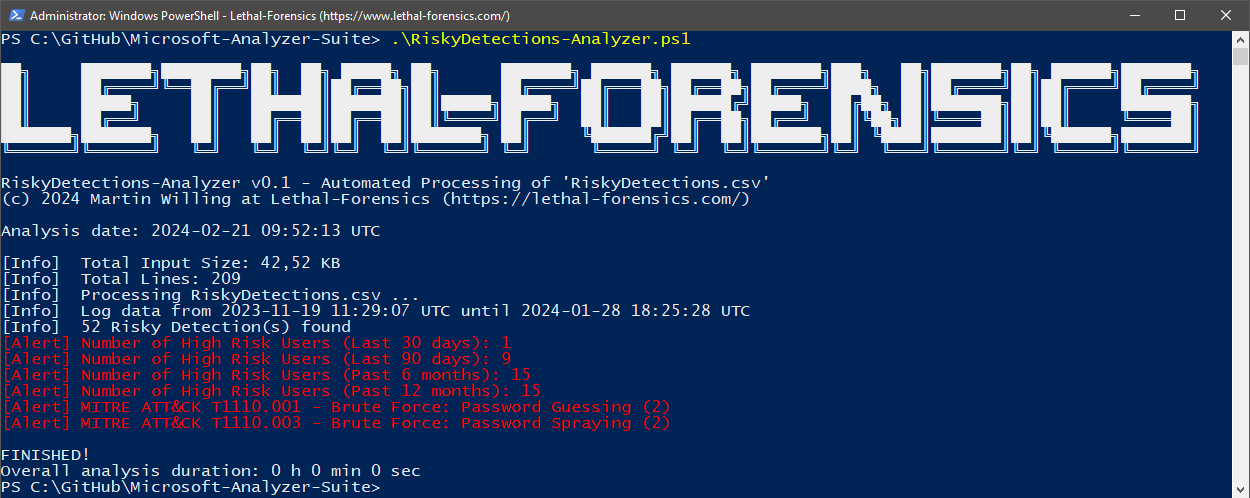 Administrator: Windows PowerShell - Lethal-Forensics (https://www.lethal-forensics.com/)
PS C:\GitHub\Microsoft-Analyzer-Suite> .\RiskyDetections-Analyzer.ps1
LETHAL-FORENSICS
RiskyDetections-Analyzer v0.1 - Automated Processing of 'RiskyDetections.csv'
(c) 2024 Martin Willing at Lethal-Forensics (https://lethal-forensics.com/)
Analysis date: 2024-02-21 09:52:13 UTC
[Info]  Total Input Size: 42,52 KB
[Info]  Total Lines: 209
[Info]  Processing RiskyDetections.csv ...
[Info]  Log data from 2023-11-19 11:29:07 UTC until 2024-01-28 18:25:28 UTC
[Info]  52 Risky Detection(s) found
[Alert] Number of High Risk Users (Last 30 days): 1
[Alert] Number of High Risk Users (Last 90 days): 9
[Alert] Number of High Risk Users (Past 6 months): 15
[Alert] Number of High Risk Users (Past 12 months): 15
[Alert] MITRE ATT&CK T1110.001 - Brute Force: Password Guessing (2)
[Alert] MITRE ATT&CK T1110.003 - Brute Force: Password Spraying (2)
FINISHED!
Overall analysis duration: 0 h 0 min 0 sec
PS C:\GitHub\Microsoft-Analyzer-Suite>